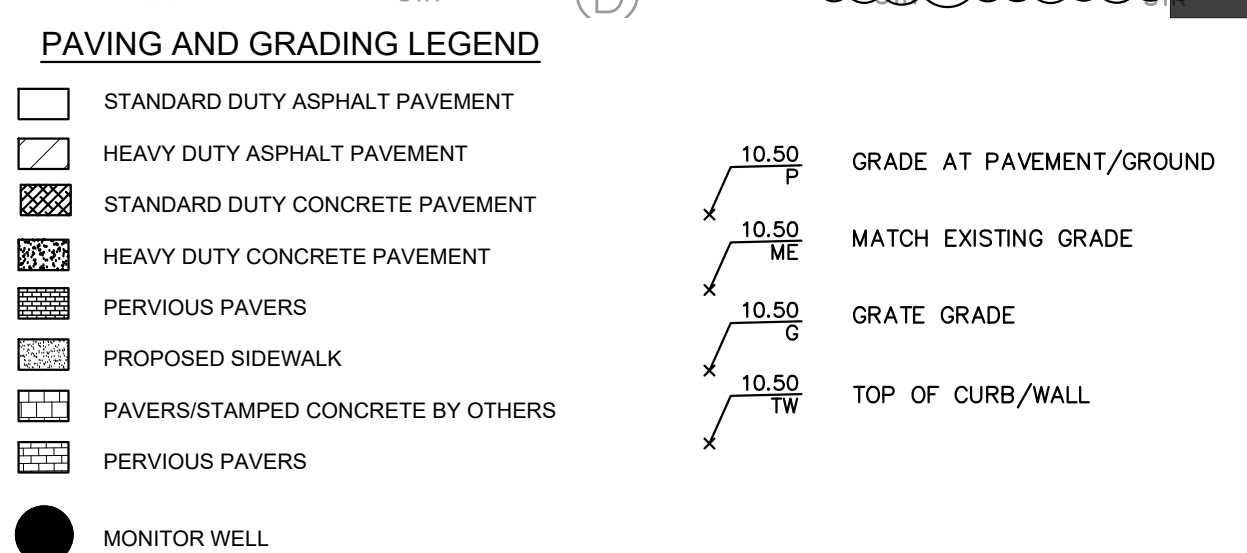 PAVING AND GRADING LEGEND
STANDARD DUTY ASPHALT PAVEMENT
HEAVY DUTY ASPHALT PAVEMENT
STANDARD DUTY CONCRETE PAVEMENT
HEAVY DUTY CONCRETE PAVEMENT
PERVIOUS PAVERS
PROPOSED SIDEWALK
PAVERS/STAMPED CONCRETE BY OTHERS
PERVIOUS PAVERS
MONITOR WELL
10.50
P
GRADE AT PAVEMENT/GROUND
10.50
ME
MATCH EXISTING GRADE
10.50
G
GRATE GRADE
10.50
TW
TOP OF CURB/WALL